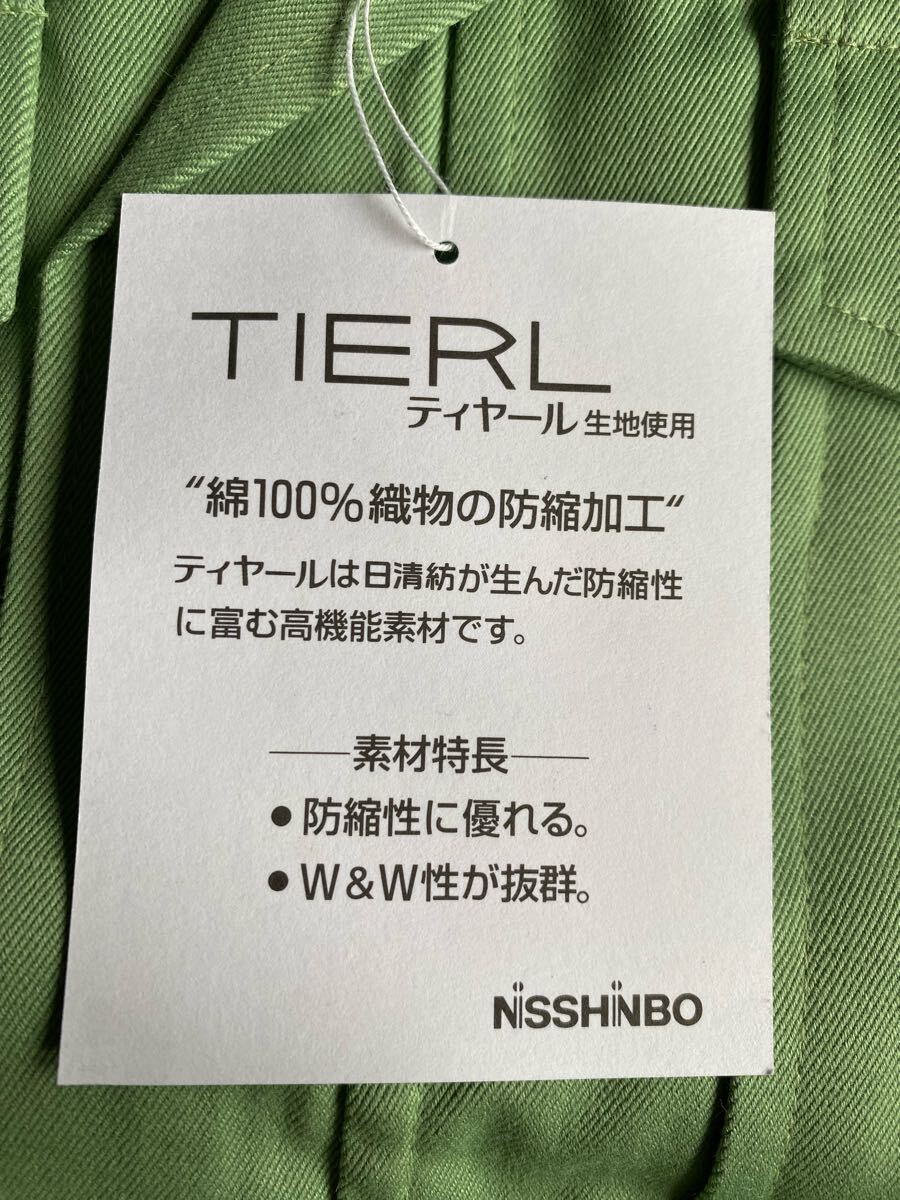 TIERL
ティヤール 生地使用
“綿100%織物の防縮加工“
ティヤールは日清紡が生んだ防縮性
に富む高機能素材です。
素材特長
● 防縮性に優れる。
● W&W性が抜群。
NISSHINBO